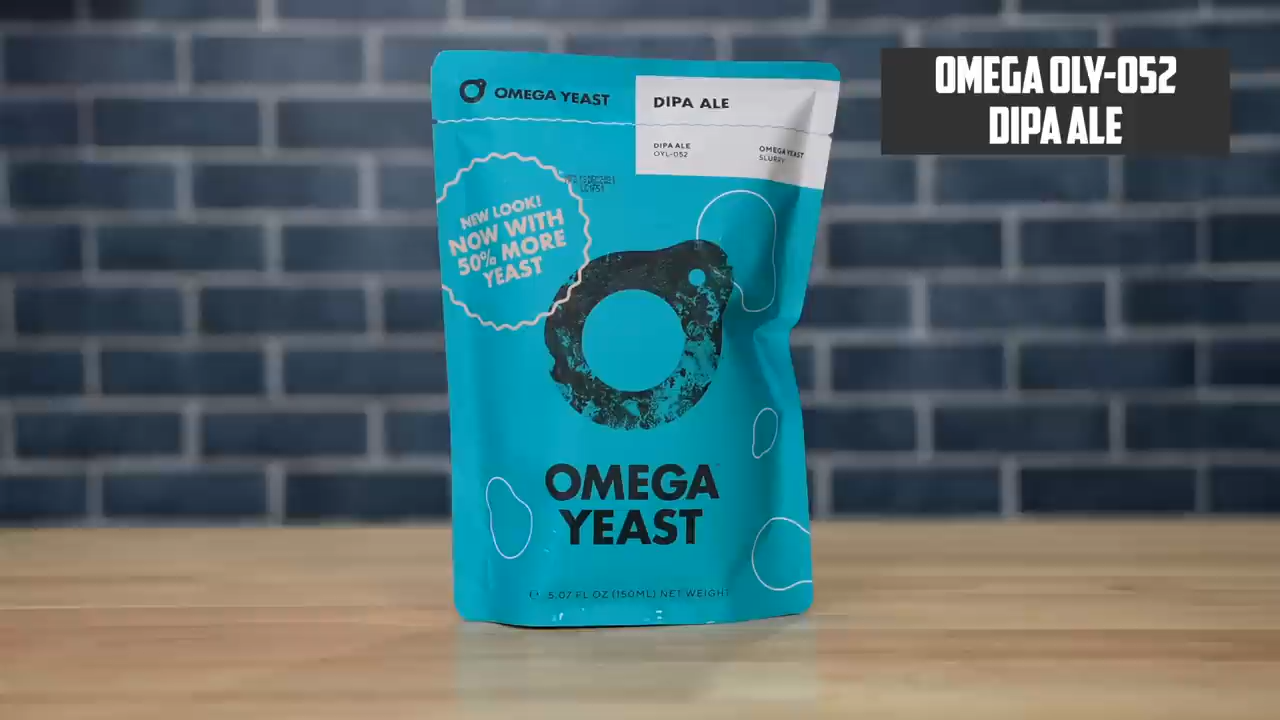 OMEGA OLY-052
DIPA ALE
OMEGA YEAST
DIPA ALE
DIPA ALE
OYL-052
OMEGA YEAST
SLURRY
NEW LOOK!
NOW WITH
50% MORE
YEAST
OMEGA
YEAST
5.07 FL OZ (150ML) NET WEIGHT